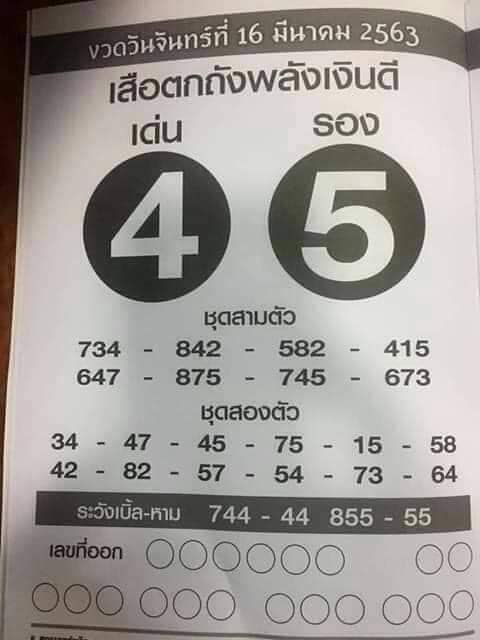 งวดวันจันทร์ที่ 16 มีนาคม 2563
เสือตกถังพลังเงินดี
เด่น รอง
4 5
ชุดสามตัว
734 - 842 - 582 - 415
647 - 875 - 745 - 673
ชุดสองตัว
34 - 47 - 45 - 75 - 15 - 58
42 - 82 - 57 - 54 - 73 - 64
ระวังเบิ้ล-หาม 744 - 44 855 - 55
เลขที่ออก